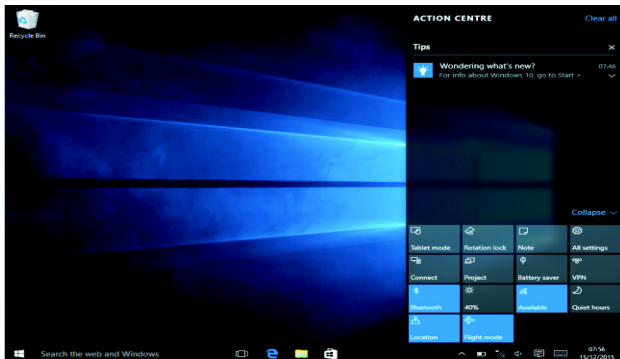 Recycle Bin
ACTION CENTRE
Clear all
Tips
Wondering what's new?
07:46
For info about Windows 10, go to Start >
Collapse
Tablet mode
Rotation lock
Note
All settings
Connect
Project
Battery saver
VPN
Bluetooth
40%
Available
Quiet hours
Location
Flight mode
Search the web and Windows
07:56
15/12/2015